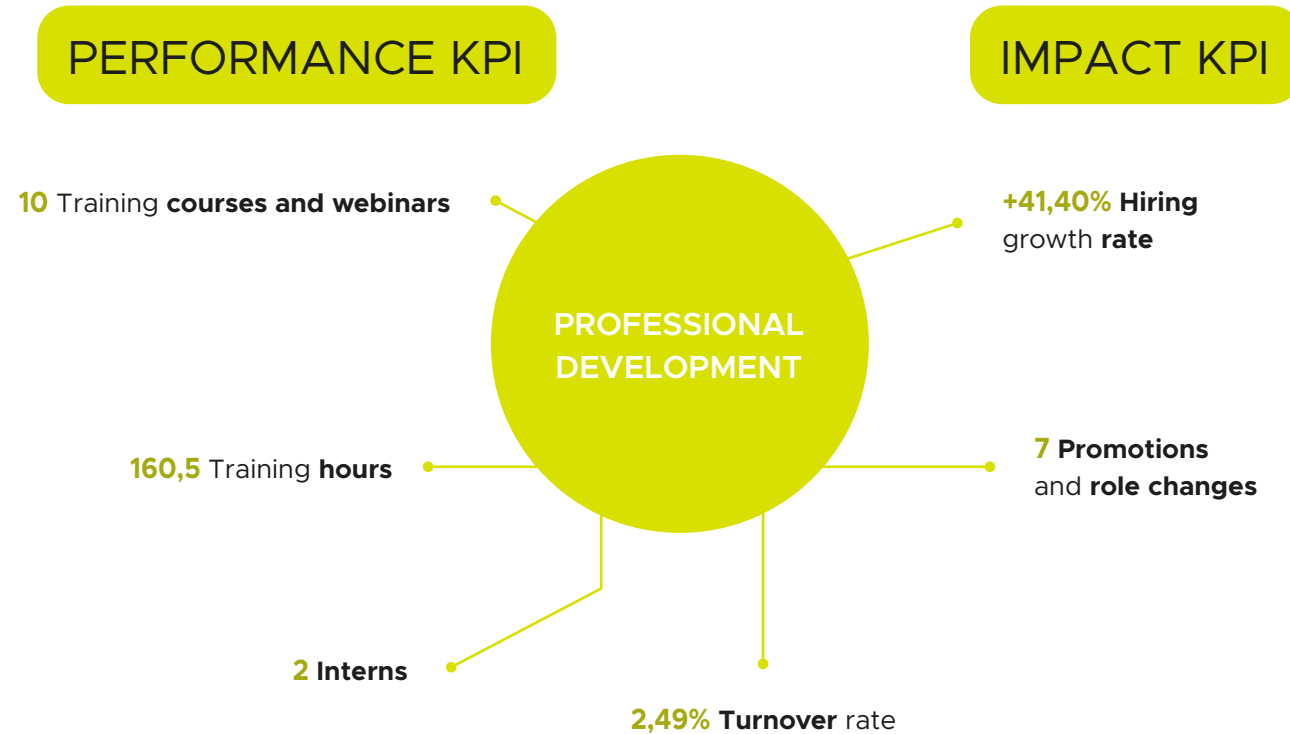 PERFORMANCE KPI
IMPACT KPI
10 Training courses and webinars
+41,40% Hiring
growth rate
PROFESSIONAL
DEVELOPMENT
160,5 Training hours
7 Promotions
and role changes
2 Interns
2,49% Turnover rate